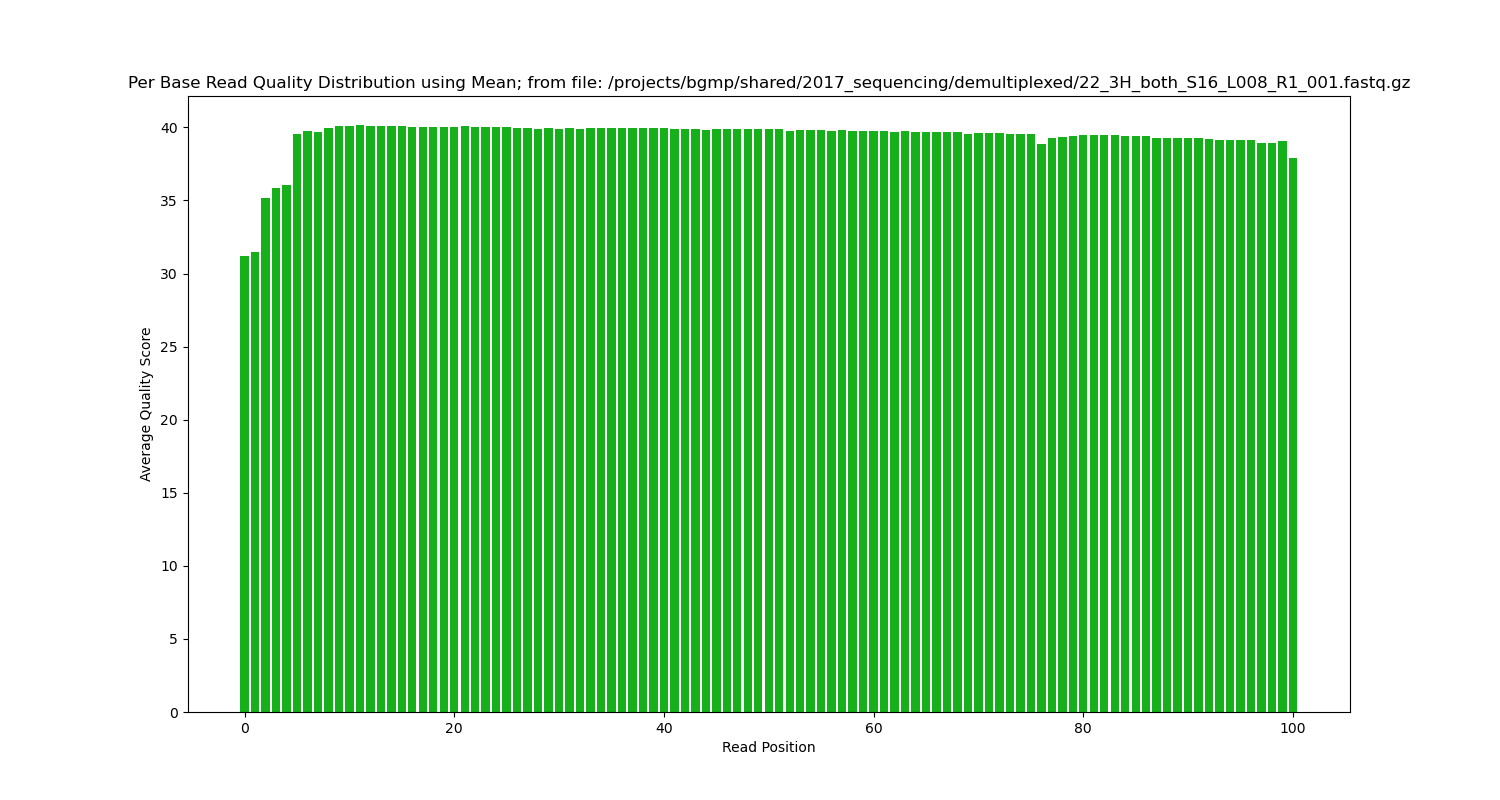 Per Base Read Quality Distribution using Mean; from file: /projects/bgmp/shared/2017_sequencing/demultiplexed/22_3H_both_S16_L008_R1_001.fastq.gz
40
35
30
25
20
15
10
5
0
Average Quality Score
0 20 40 60 80 100
Read Position